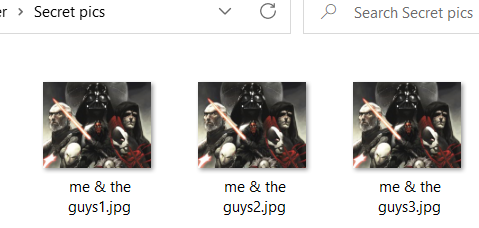 er > Secret pics
Search Secret pics
me & the
guys1.jpg
me & the
guys2.jpg
me & the
guys3.jpg